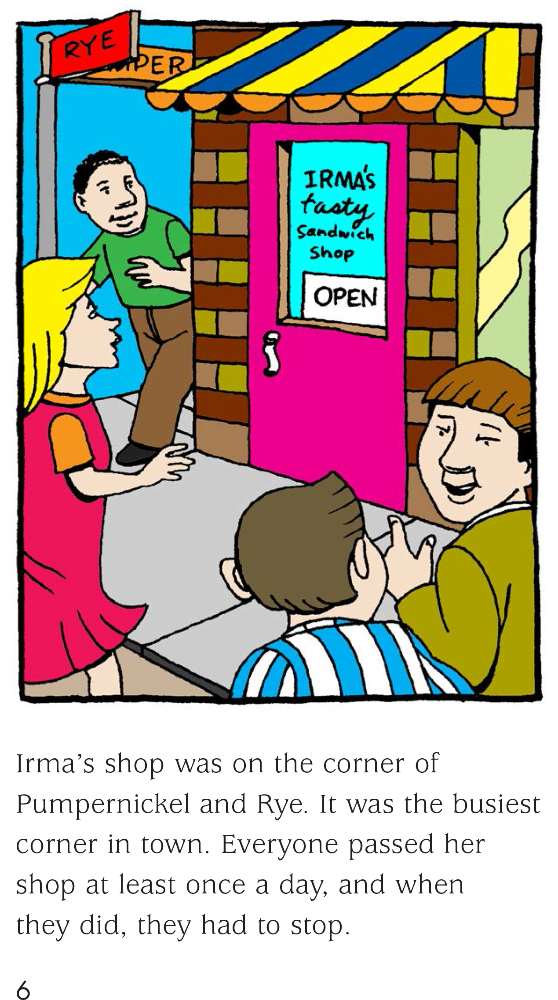 RYE
IRMA's
tasty
Sandwich
Shop
OPEN
Irma’s shop was on the corner of
Pumpernickel and Rye. It was the busiest
corner in town. Everyone passed her
shop at least once a day, and when
they did, they had to stop.
6